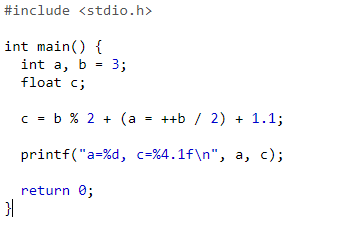 #include <stdio.h>
int main() {
int a, b = 3;
float c;
c = b % 2 + (a = ++b / 2) + 1.1;
printf("a=%d, c=%4.1f\n", a, c);
return 0;
}